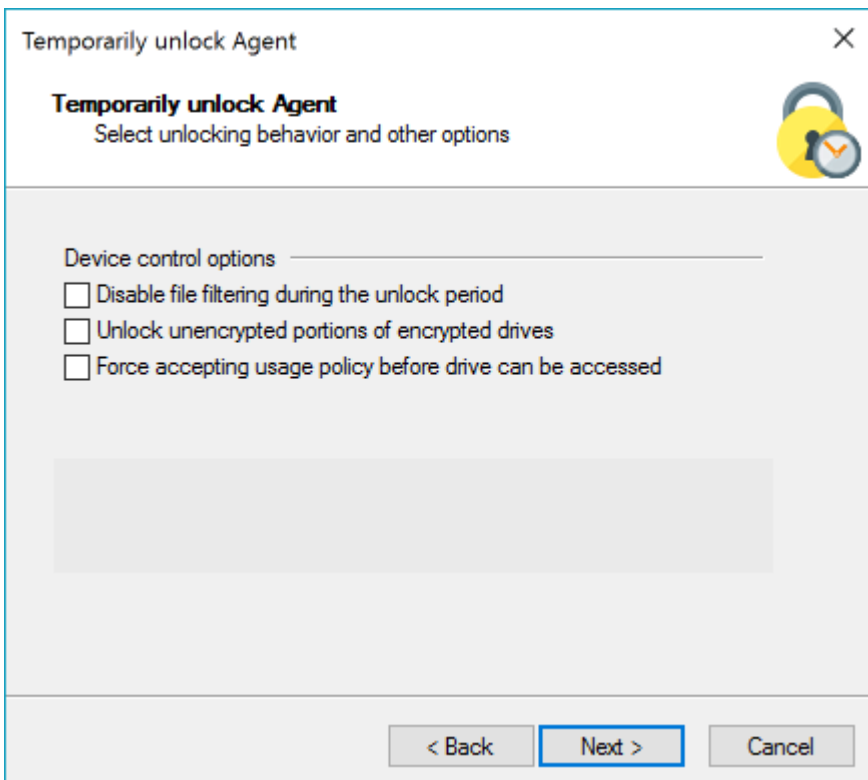 Temporarily unlock Agent
Temporarily unlock Agent
Select unlocking behavior and other options
Device control options
Disable file filtering during the unlock period
Unlock unencrypted portions of encrypted drives
Force accepting usage policy before drive can be accessed
< Back Next > Cancel